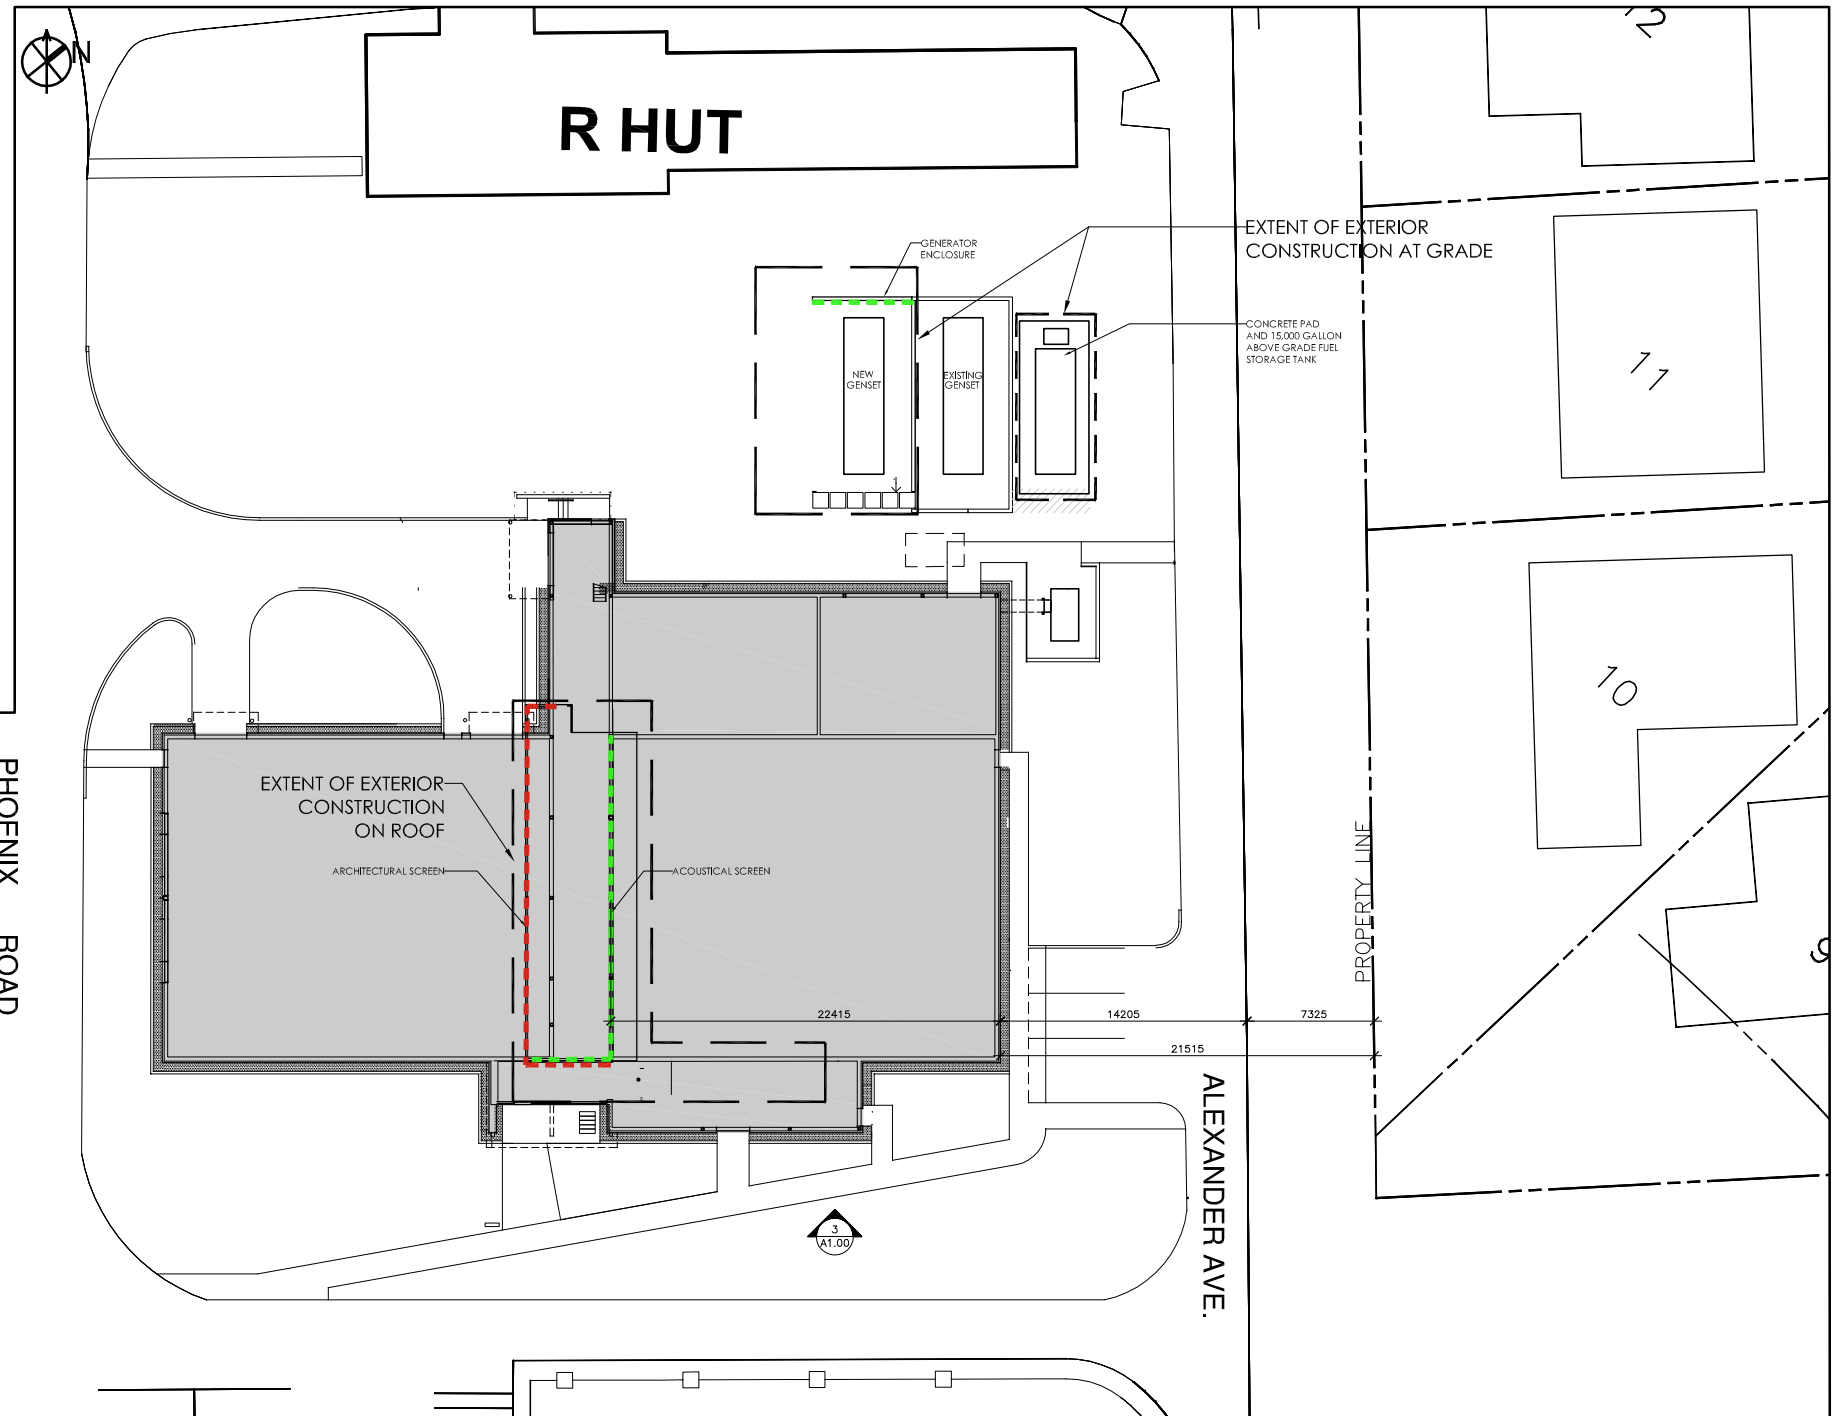 N
R HUT
12
EXTENT OF EXTERIOR
CONSTRUCTION AT GRADE
GENERATOR
ENCLOSURE
CONCRETE PAD
AND 15,000 GALLON
ABOVE GRADE FUEL
STORAGE TANK
NEW
GENSET
EXISTING
GENSET
11
10
EXTENT OF EXTERIOR
CONSTRUCTION
ON ROOF
ARCHITECTURAL SCREEN
ACOUSTICAL SCREEN
PHOENIX ROAD
PROPERTY LINE
9
22415
14205
7325
21515
ALEXANDER AVE.
3
A1.00